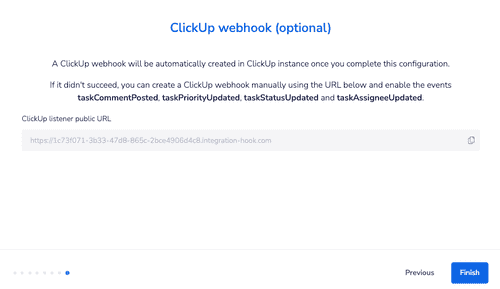 ClickUp webhook (optional)
A ClickUp webhook will be automatically created in ClickUp instance once you complete this configuration.
If it didn't succeed, you can create a ClickUp webhook manually using the URL below and enable the events
taskCommentPosted, taskPriorityUpdated, taskStatusUpdated and taskAssigneeUpdated.
ClickUp listener public URL
https://1c73f071-3b33-47d8-865c-2bce4906d4c8.integration-hook.com
Previous
Finish